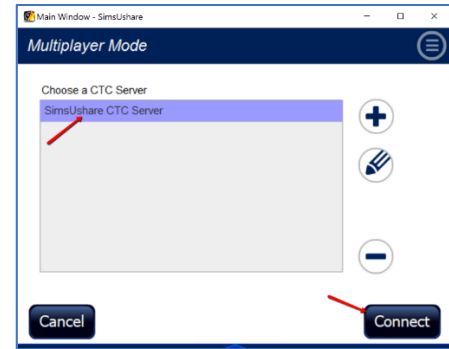 Main Window - SimsUshare
Multiplayer Mode
Choose a CTC Server
SimsUshare CTC Server
Cancel
Connect